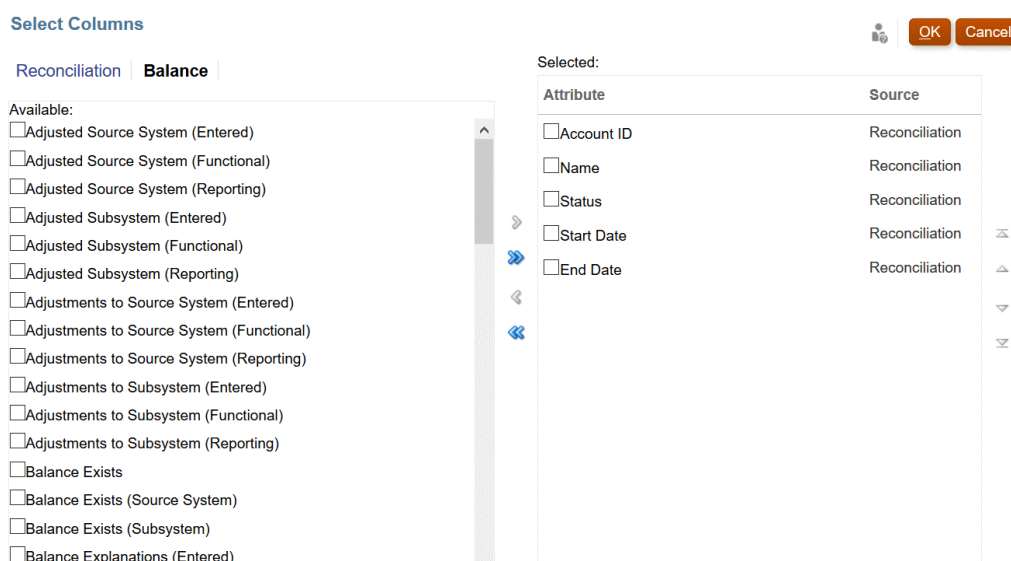 Select Columns
OK
Cancel
Reconciliation
Balance
Available:
Adjusted Source System (Entered)
Adjusted Source System (Functional)
Adjusted Source System (Reporting)
Adjusted Subsystem (Entered)
Adjusted Subsystem (Functional)
Adjusted Subsystem (Reporting)
Adjustments to Source System (Entered)
Adjustments to Source System (Functional)
Adjustments to Source System (Reporting)
Adjustments to Subsystem (Entered)
Adjustments to Subsystem (Functional)
Adjustments to Subsystem (Reporting)
Balance Exists
Balance Exists (Source System)
Balance Exists (Subsystem)
Balance Explanations (Entered)
Selected:
Attribute Source
Account ID Reconciliation
Name Reconciliation
Status Reconciliation
Start Date Reconciliation
End Date Reconciliation